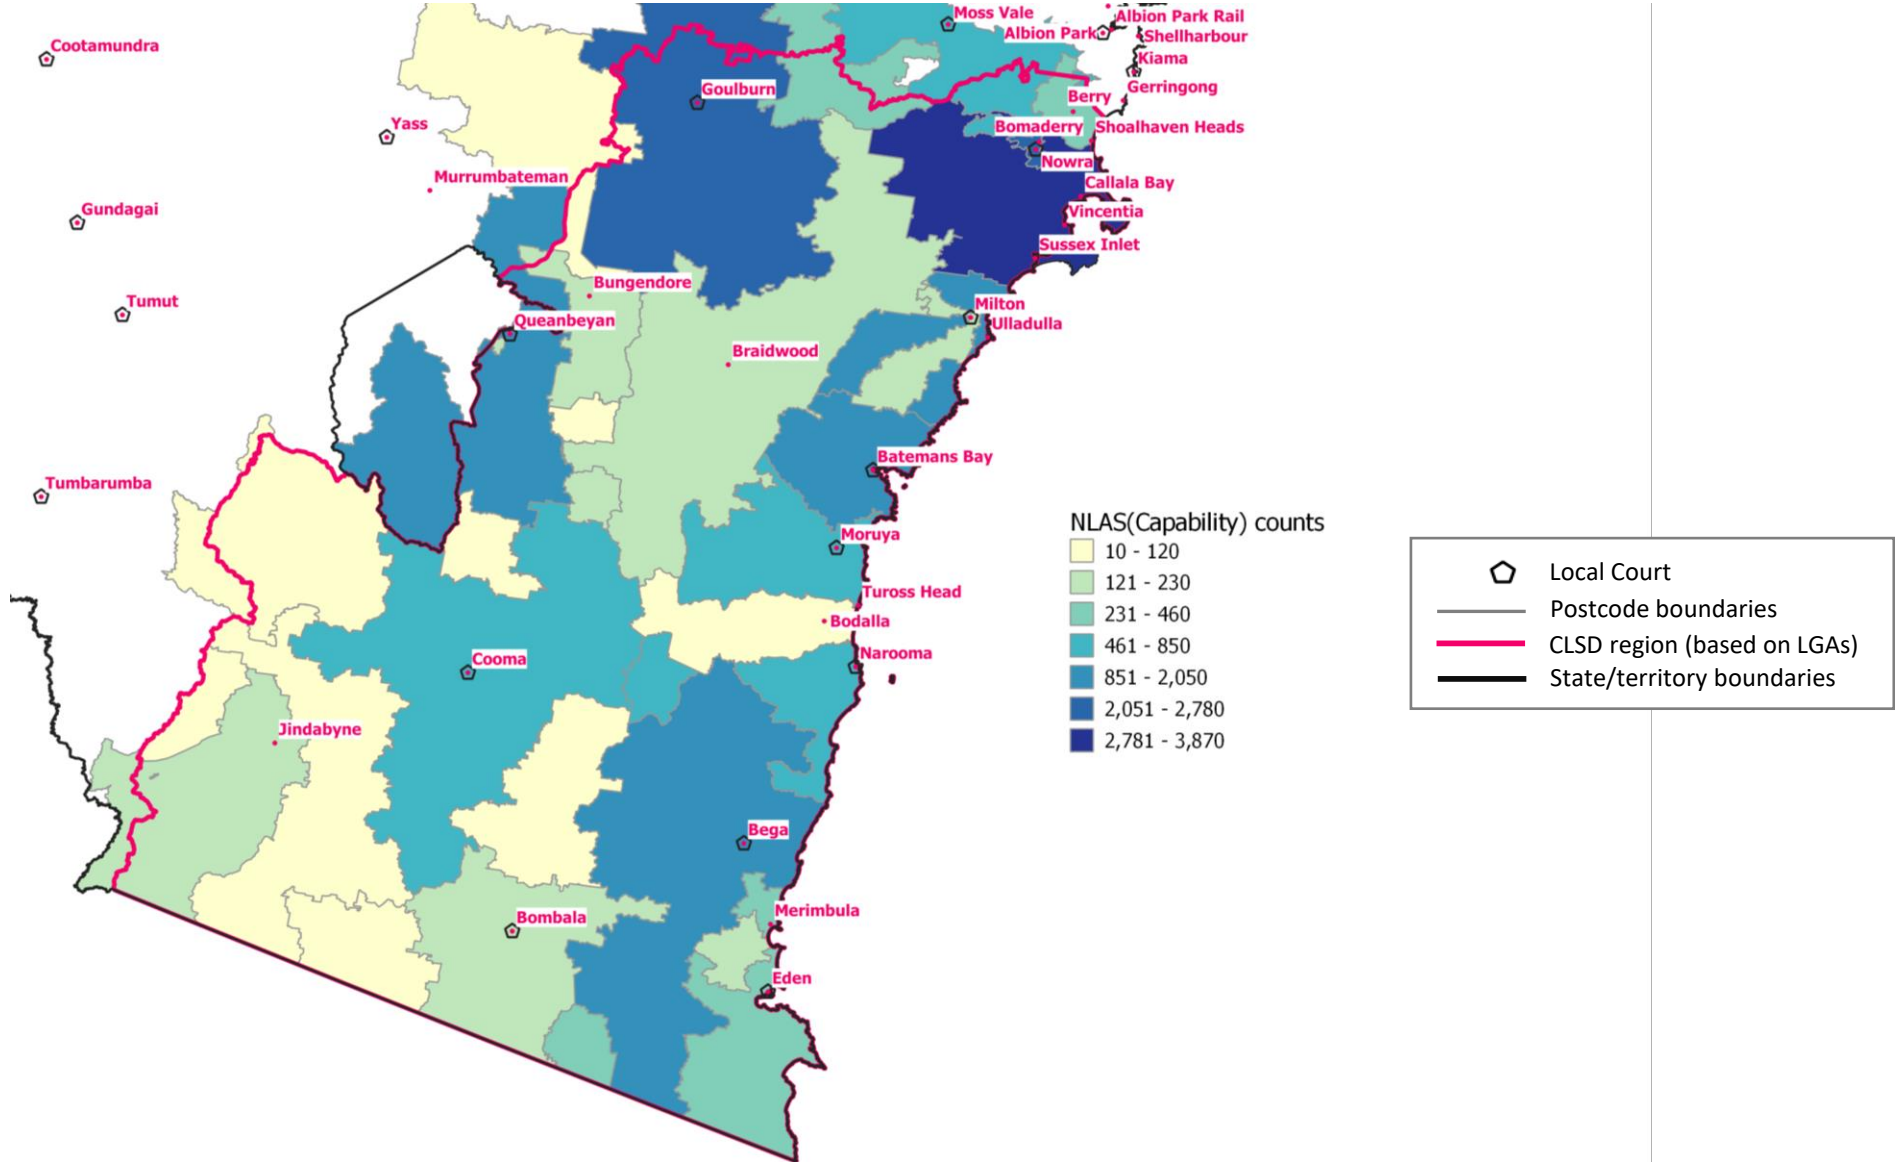 Moss Vale
Albion Park Rail
Albion Park
Shellharbour
Cootamundra
Kiama
Goulburn
Gerringong
Berry
Yass
Bomaderry
Shoalhaven Heads
Nowra
Murrumbateman
Callala Bay
Gundagai
Vincentia
Sussex Inlet
Bungendore
Tumut
Milton
Queanbeyan
Ulladulla
Braidwood
Batemans Bay
Tumbarumba
Moruya
Tuross Head
Bodalla
Narooma
Cooma
Jindabyne
Bega
Merimbula
Bombala
Eden
NLAS(Capability) counts
10 - 120
121 - 230
231 - 460
461 - 850
851 - 2,050
2,051 - 2,780
2,781 - 3,870
Local Court
Postcode boundaries
CLSD region (based on LGAs)
State/territory boundaries